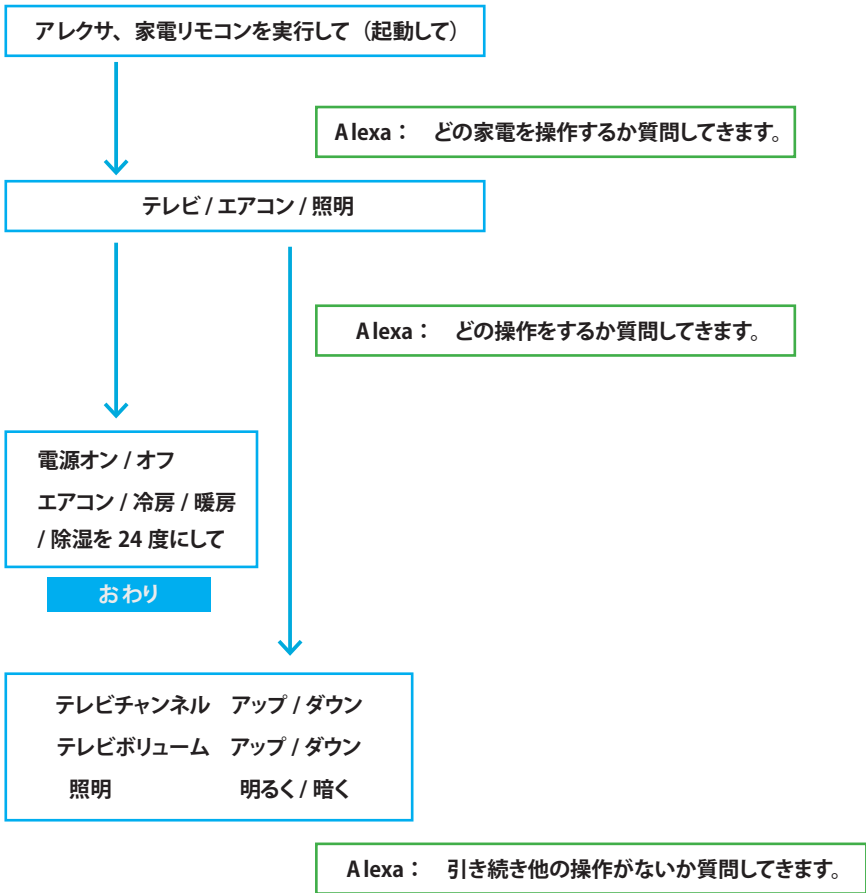 アレクサ、家電リモコンを実行して（起動して）
Alexa： どの家電を操作するか質問してきます。
テレビ / エアコン / 照明
Alexa： どの操作をするか質問してきます。
電源オン / オフ
エアコン / 冷房 / 暖房
/ 除湿を 24 度にして
おわり
テレビチャンネル アップ / ダウン
テレビボリューム アップ / ダウン
照明 明るく / 暗く
Alexa： 引き続き他の操作がないか質問してきます。